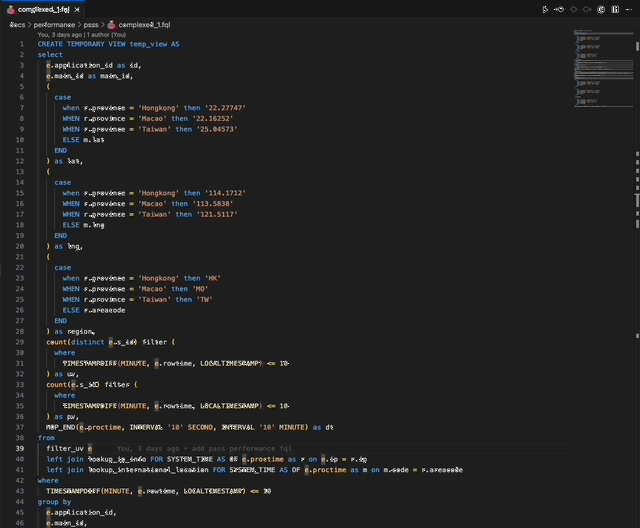 complexed_1.fql
docs > performance > psss > complexed_1.fql
You, 3 days ago | 1 author (You)
1 CREATE TEMPORARY VIEW temp_view AS
2 select
3 e.application_id as id,
4 e.main_id as main_id,
5 (
6 case
7 when r.province = 'Hongkong' then '22.27747'
8 WHEN r.province = 'Macao' then '22.16252'
9 WHEN r.province = 'Taiwan' then '25.04573'
10 ELSE m.lat
11 END
12 ) as lat,
13 (
14 case
15 when r.province = 'Hongkong' then '114.1712'
16 WHEN r.province = 'Macao' then '113.5838'
17 WHEN r.province = 'Taiwan' then '121.5117'
18 ELSE m.lng
19 END
20 ) as lng,
21 (
22 case
23 when r.province = 'Hongkong' then 'HK'
24 WHEN r.province = 'Macao' then 'MO'
25 WHEN r.province = 'Taiwan' then 'TW'
26 ELSE r.areacode
27 END
28 ) as region,
29 count(distinct e.s_id) filter (
30 where
31 TIMESTAMPDIFF(MINUTE, e.rowtime, LOCALTIMESTAMP) <= 10
32 ) as uv,
33 count(e.s_id) filter (
34 where
35 TIMESTAMPDIFF(MINUTE, e.rowtime, LOCALTIMESTAMP) <= 10
36 ) as pv,
37 HOP_END(e.proctime, INTERVAL '10' SECOND, INTERVAL '10' MINUTE) as dt
38 from
39 filter_uv e You, 3 days ago • add pass performance fql
40 left join lookup_ip_info FOR SYSTEM_TIME AS OF e.proctime as r on e.ip = r.ip
41 left join lookup_international_location FOR SYSTEM_TIME AS OF e.proctime as m on m.code = r.areacode
42 where
43 TIMESTAMPDIFF(MINUTE, e.rowtime, LOCALTIMESTAMP) <= 10
44 group by
45 e.application_id,
46 e.main_id,